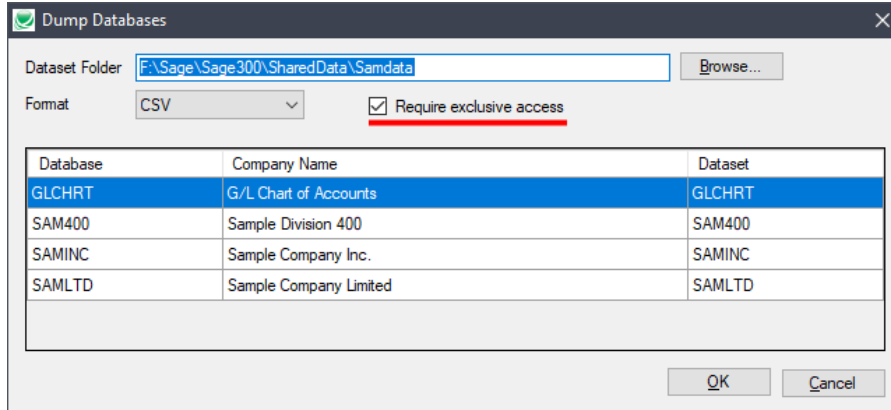 Dump Databases
Dataset Folder F:\Sage\Sage300\SharedData\Samdata Browse...
Format CSV Require exclusive access
Database Company Name Dataset
GLCHRT G/L Chart of Accounts GLCHRT
SAM400 Sample Division 400 SAM400
SAMINC Sample Company Inc. SAMINC
SAMLTD Sample Company Limited SAMLTD
OK Cancel